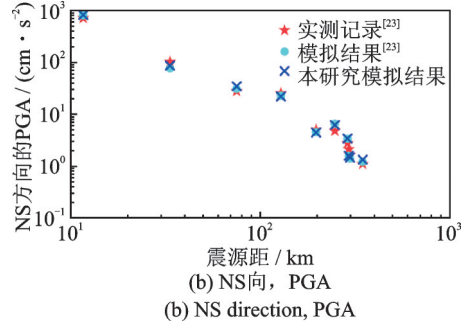 10³
10²
10¹
10⁰
10⁻¹
NS方向的PGA / (cm·s⁻²)
★ 实测记录[23]
● 模拟结果[23]
× 本研究模拟结果
10¹ 10² 10³
震源距 / km
(b) NS向，PGA
(b) NS direction, PGA